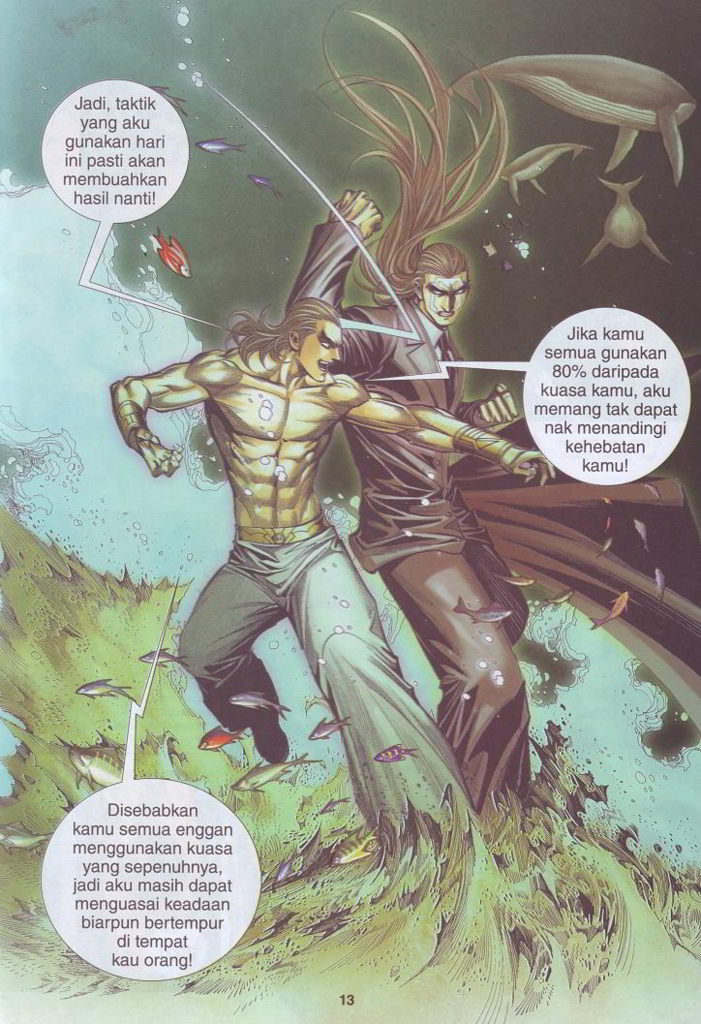 Jadi, taktik
yang aku
gunakan hari
ini pasti akan
membuahkan
hasil nanti!
Jika kamu
semua gunakan
80% daripada
kuasa kamu, aku
memang tak dapat
nak menandingi
kehebatan
kamu!
Disebabkan
kamu semua enggan
menggunakan kuasa
yang sepenuhnya,
jadi aku masih dapat
menguasai keadaan
biarpun bertempur
di tempat
kau orang!
13